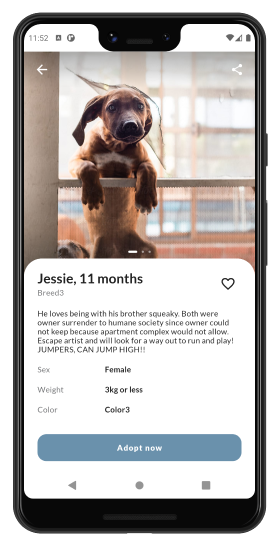 11:52
Jessie, 11 months
Breed3
He loves being with his brother squeaky. Both were
owner surrender to humane society since owner could
not keep because apartment complex would not allow.
Escape artist and will look for a way out to run and play!
JUMPERS, CAN JUMP HIGH!!
Sex Female
Weight 3kg or less
Color Color3
Adopt now